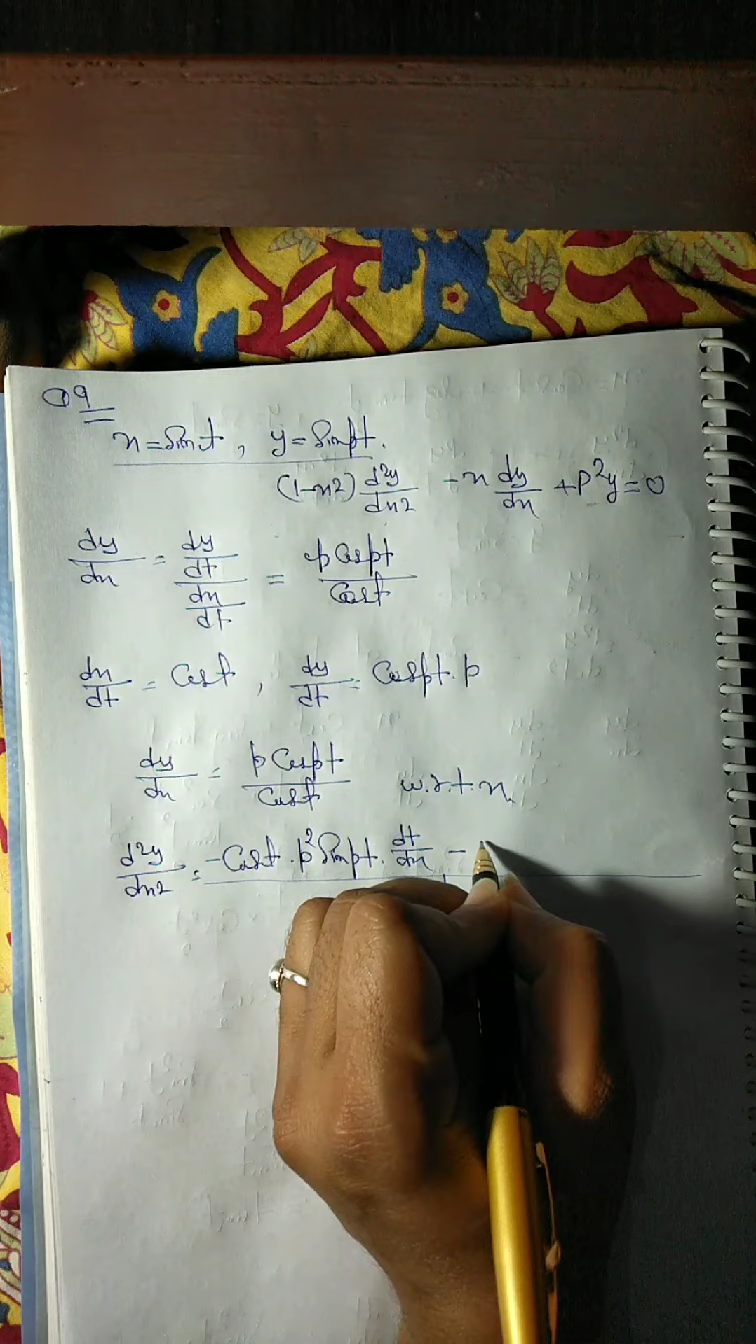 Q9
x = Sin t , y = Sin pt .
(1-x2) d²y/dx2 - x dy/dx + p²y = 0
dy/dx = dy/dt / dx/dt = p Cos pt / Cos t
dx/dt = Cos t , dy/dt = Cos pt . p
dy/dx = p Cos pt / Cos t w.r.t. x
d²y/dx2 = -Cos t . p² Sin pt . dt/dx -